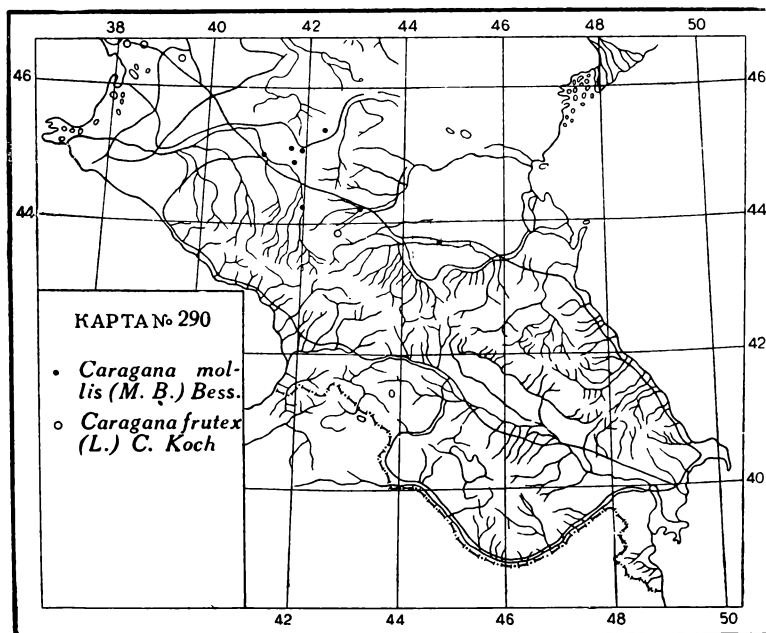 38 40 42 44 46 48 50
46 46
44 44
42
КАРТА № 290
• Caragana mol-
lis (M. B.) Bess.
○ Caragana frutex
(L.) C. Koch
40
42 44 46 48 50